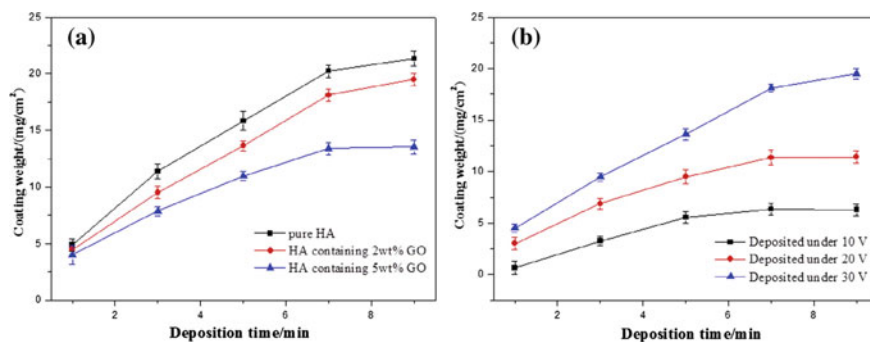 (a)
Coating weight/(mg/cm²)
25
20
15
10
5
0
pure HA
HA containing 2wt% GO
HA containing 5wt% GO
2
4
6
8
Deposition time/min
(b)
Coating weight/(mg/cm²)
25
20
15
10
5
0
Deposited under 10 V
Deposited under 20 V
Deposited under 30 V
2
4
6
8
Deposition time/min